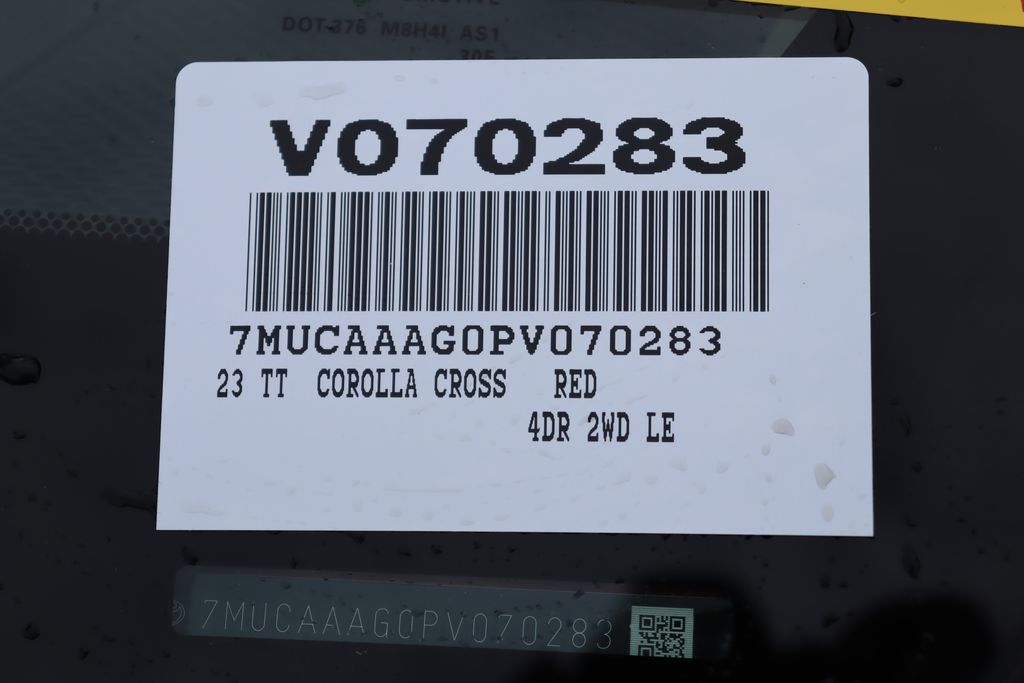 DOT-376 M8H4I AS1
V070283
7MUCAAAG0PV070283
23 TT COROLLA CROSS RED
4DR 2WD LE
7MUCAAAG0PV070283